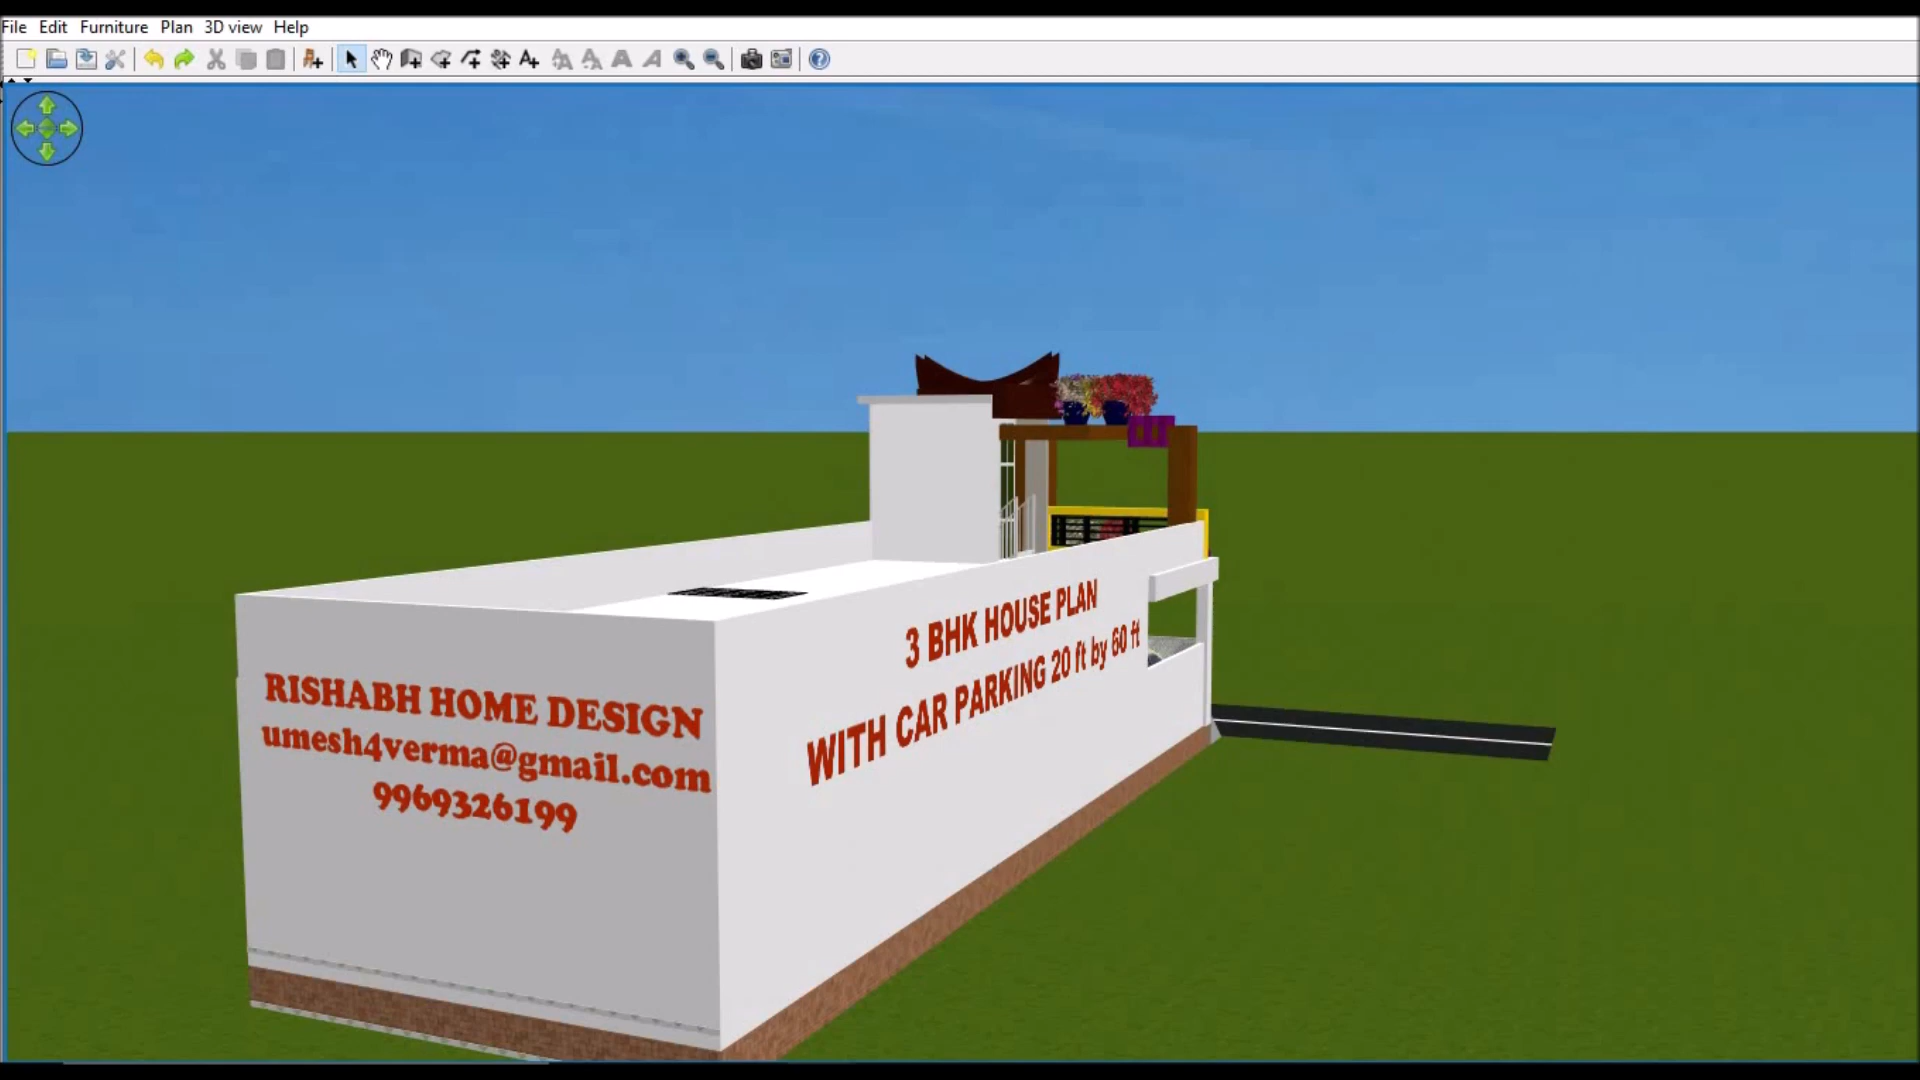 File Edit Furniture Plan 3D view Help
RISHABH HOME DESIGN
umesh4verma@gmail.com
9969326199
3 BHK HOUSE PLAN
WITH CAR PARKING 20 ft by 60 ft